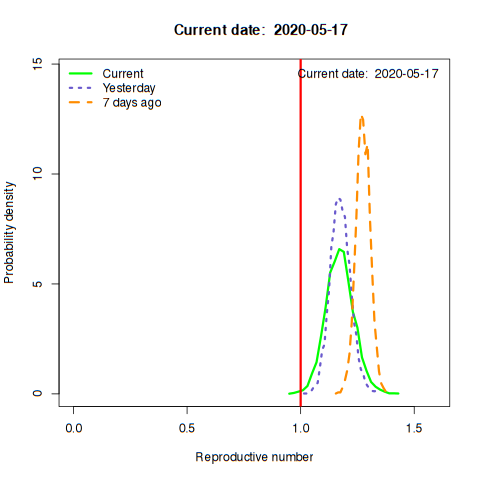 Current date:  2020-05-17
Current date:  2020-05-17
Current
Yesterday
7 days ago
Probability density
15
10
5
0
0.0 0.5 1.0 1.5
Reproductive number